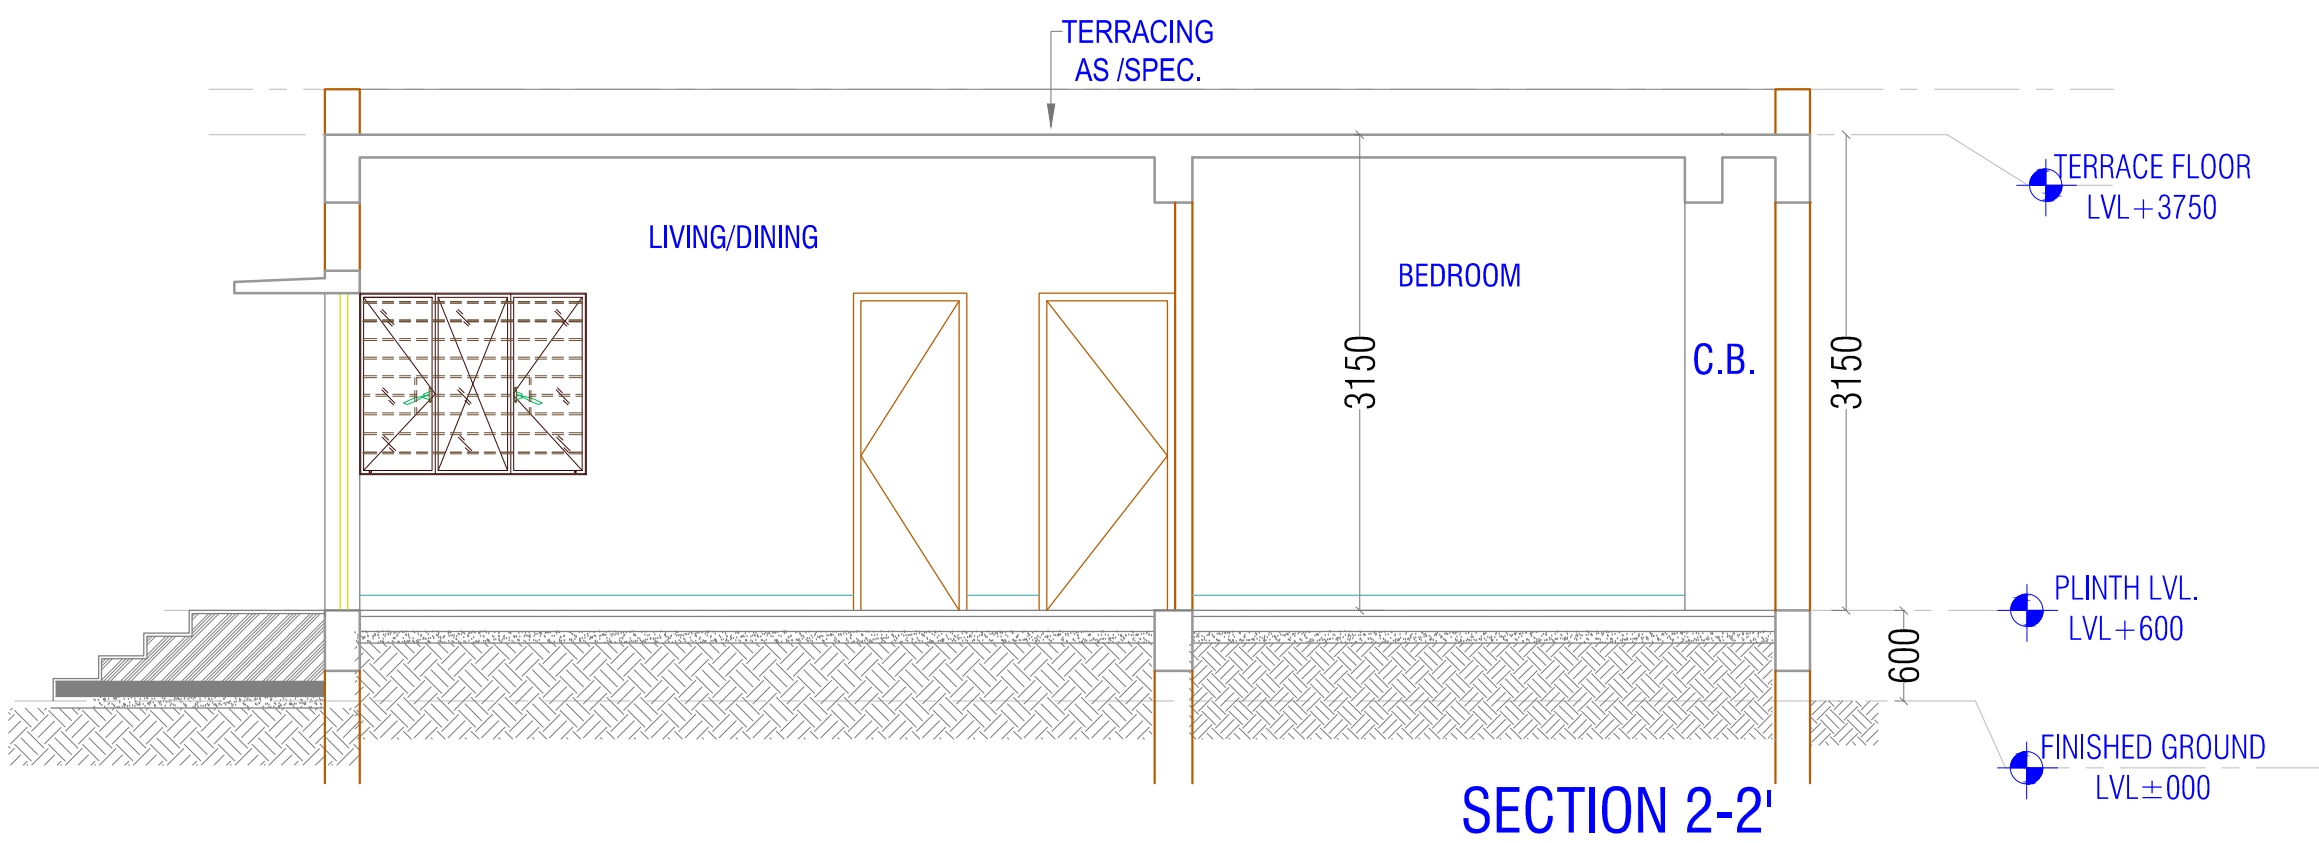 TERRACING
AS /SPEC.
TERRACE FLOOR
LVL+3750
LIVING/DINING
BEDROOM
C.B.
3150
3150
PLINTH LVL.
LVL+600
600
FINISHED GROUND
LVL±000
SECTION 2-2'